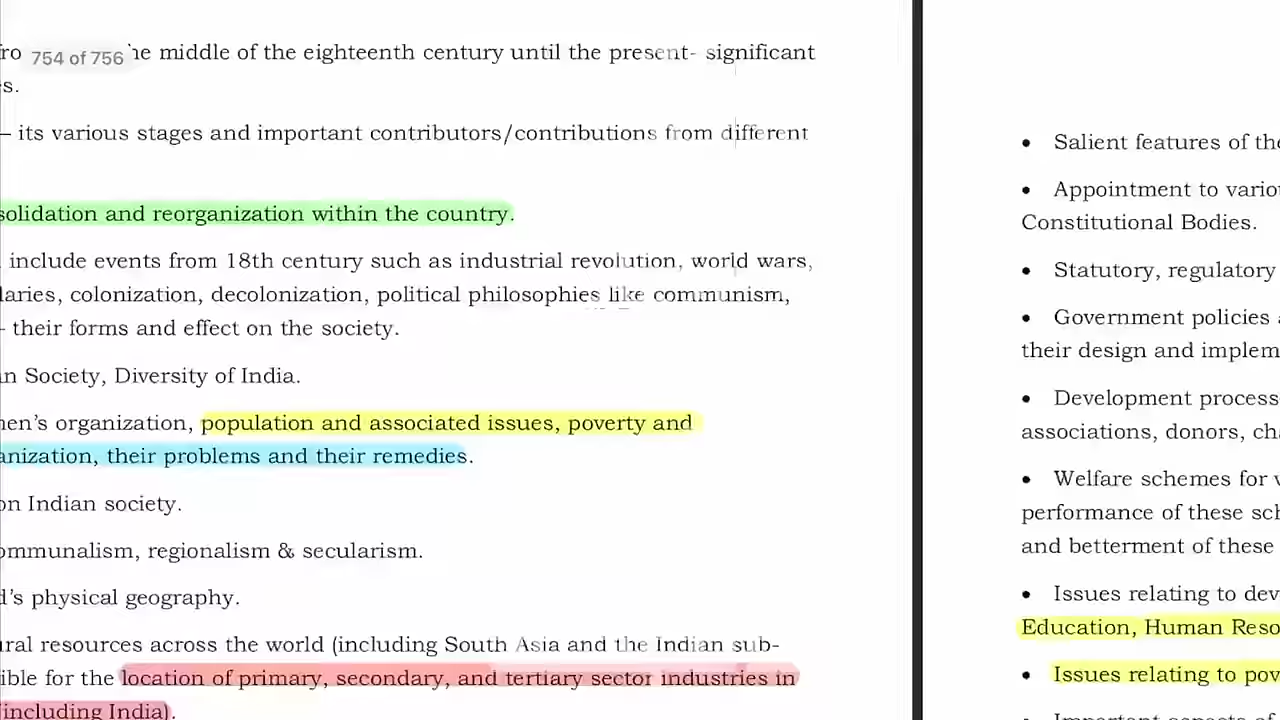 754 of 756
he middle of the eighteenth century until the present- significant
s.
– its various stages and important contributors/contributions from different
solidation and reorganization within the country.
include events from 18th century such as industrial revolution, world wars,
laries, colonization, decolonization, political philosophies like communism,
- their forms and effect on the society.
n Society, Diversity of India.
nen's organization, population and associated issues, poverty and
anization, their problems and their remedies.
on Indian society.
ommunalism, regionalism & secularism.
d's physical geography.
ral resources across the world (including South Asia and the Indian sub-
ible for the location of primary, secondary, and tertiary sector industries in
(including India).
• Salient features of the
• Appointment to vario
Constitutional Bodies.
• Statutory, regulatory
• Government policies a
their design and implem
• Development process
associations, donors, cha
• Welfare schemes for v
performance of these sch
and betterment of these
• Issues relating to dev
Education, Human Reso
• Issues relating to pov
• Important aspects of